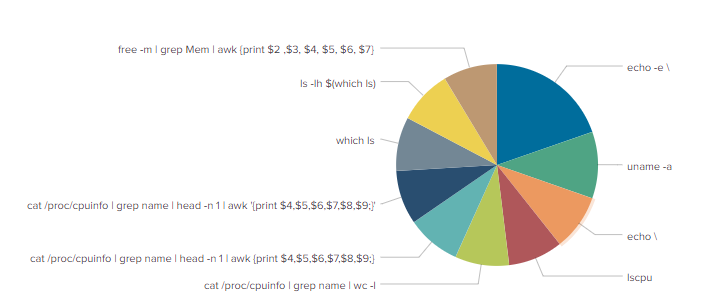 free -m | grep Mem | awk {print $2 ,$3, $4, $5, $6, $7}
echo -e \
ls -lh $(which ls)
which ls
uname -a
cat /proc/cpuinfo | grep name | head -n 1 | awk '{print $4,$5,$6,$7,$8,$9;}'
echo \
cat /proc/cpuinfo | grep name | head -n 1 | awk {print $4,$5,$6,$7,$8,$9;}
lscpu
cat /proc/cpuinfo | grep name | wc -l